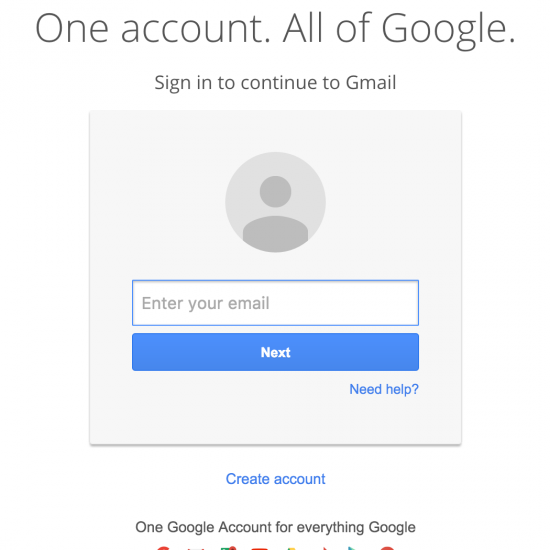 One account. All of Google.
Sign in to continue to Gmail
Enter your email
Next
Need help?
Create account
One Google Account for everything Google